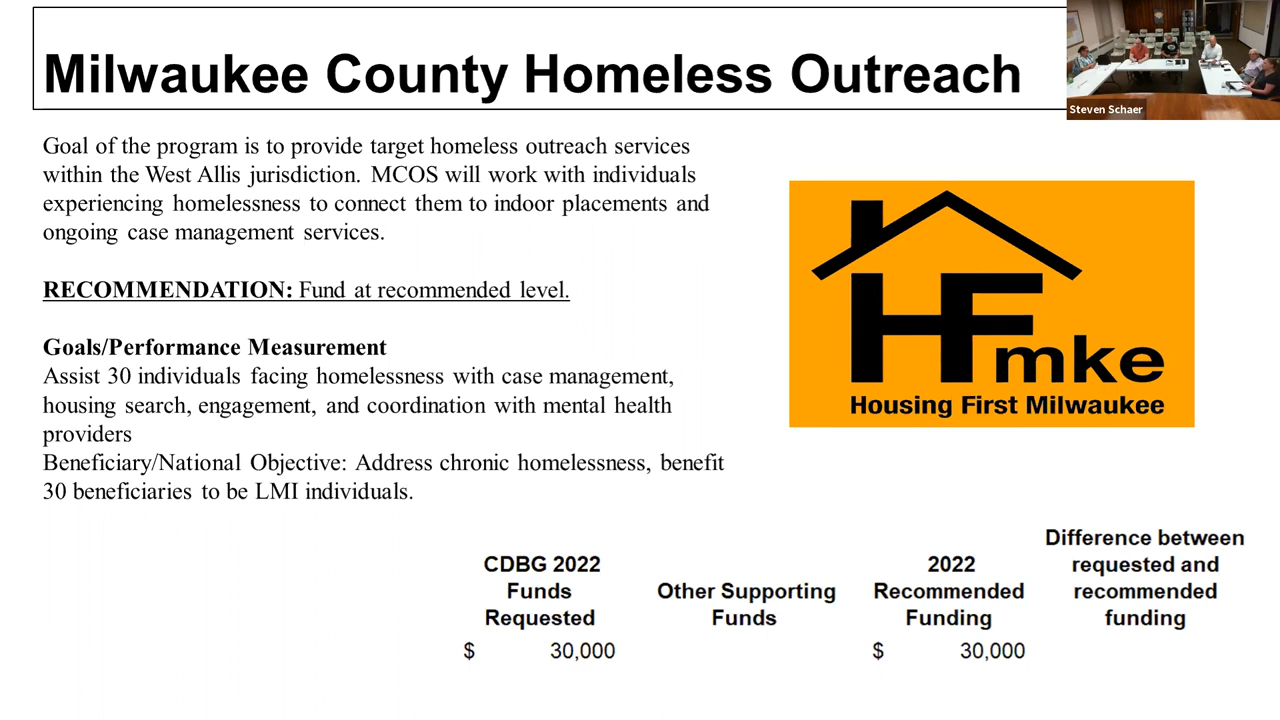 Milwaukee County Homeless Outreach
Steven Schaer
Goal of the program is to provide target homeless outreach services
within the West Allis jurisdiction. MCOS will work with individuals
experiencing homelessness to connect them to indoor placements and
ongoing case management services.
RECOMMENDATION: Fund at recommended level.
Goals/Performance Measurement
Assist 30 individuals facing homelessness with case management,
housing search, engagement, and coordination with mental health
providers
Beneficiary/National Objective: Address chronic homelessness, benefit
30 beneficiaries to be LMI individuals.
HFmke
Housing First Milwaukee
CDBG 2022
Funds
Requested
$ 30,000
Other Supporting
Funds
2022
Recommended
Funding
$ 30,000
Difference between
requested and
recommended
funding